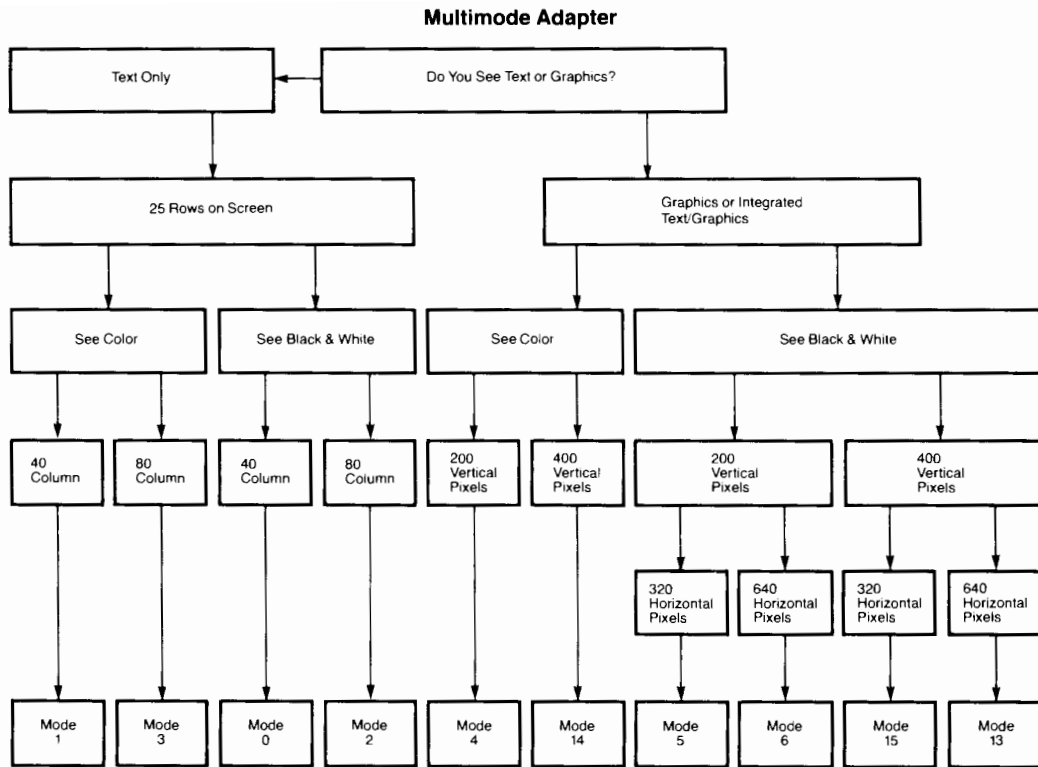 Multimode Adapter
Text Only
Do You See Text or Graphics?
25 Rows on Screen
Graphics or Integrated
Text/Graphics
See Color
See Black & White
See Color
See Black & White
40
Column
80
Column
40
Column
80
Column
200
Vertical
Pixels
400
Vertical
Pixels
200
Vertical
Pixels
400
Vertical
Pixels
320
Horizontal
Pixels
640
Horizontal
Pixels
320
Horizontal
Pixels
640
Horizontal
Pixels
Mode
1
Mode
3
Mode
0
Mode
2
Mode
4
Mode
14
Mode
5
Mode
6
Mode
15
Mode
13